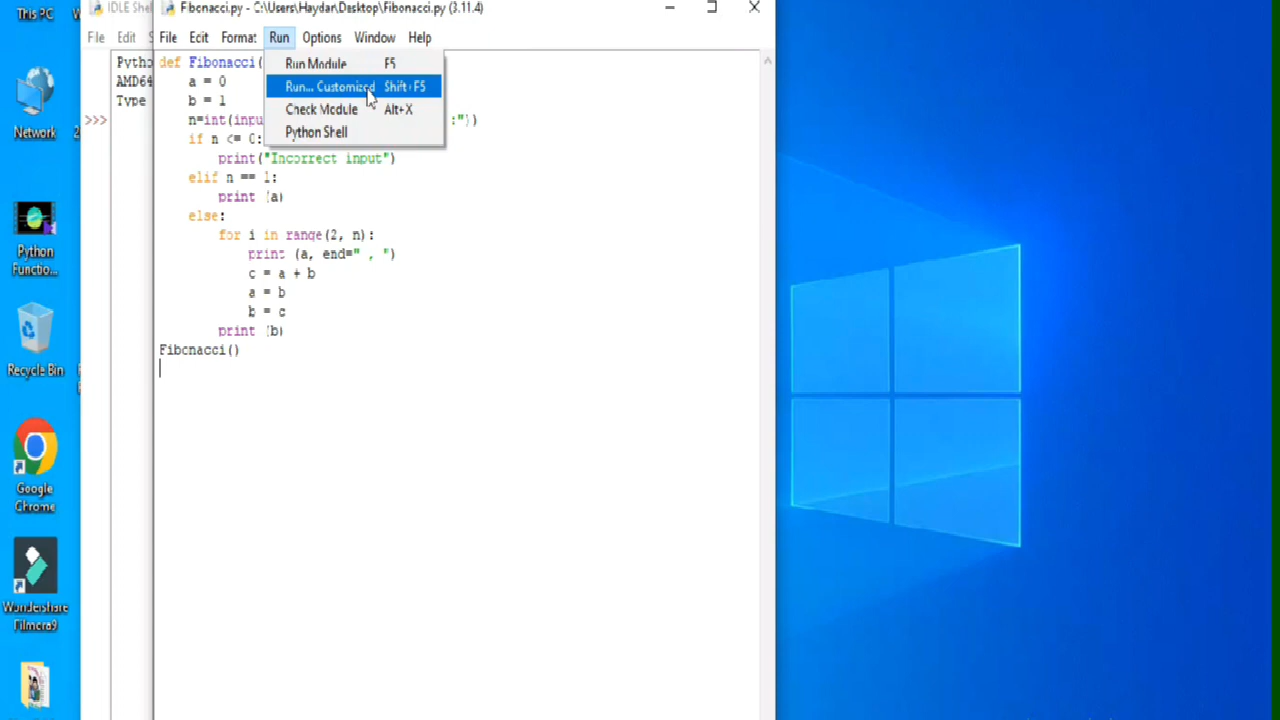 This PC
Network
Python
Functio...
Recycle Bin
Google
Chrome
Wondershare
Filmora9
IDLE Shel
File Edit
Python
AMD64
Type
>>>
Fibonacci.py - C:\Users\Haydar\Desktop\Fibonacci.py (3.11.4)
File Edit Format Run Options Window Help
Run Module F5
Run... Customized Shift+F5
Check Module Alt+X
Python Shell
def Fibonacci(
a = 0
b = 1
n=int(inpu :"))
if n <= 0:
print("Incorrect input")
elif n == 1:
print (a)
else:
for i in range(2, n):
print (a, end=" , ")
c = a + b
a = b
b = c
print (b)
Fibonacci()